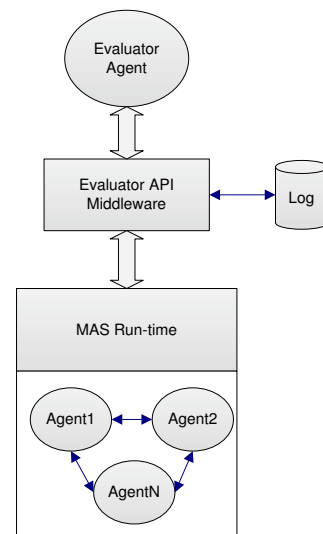 Evaluator
Agent
Evaluator API
Middleware
Log
MAS Run-time
Agent1
Agent2
AgentN